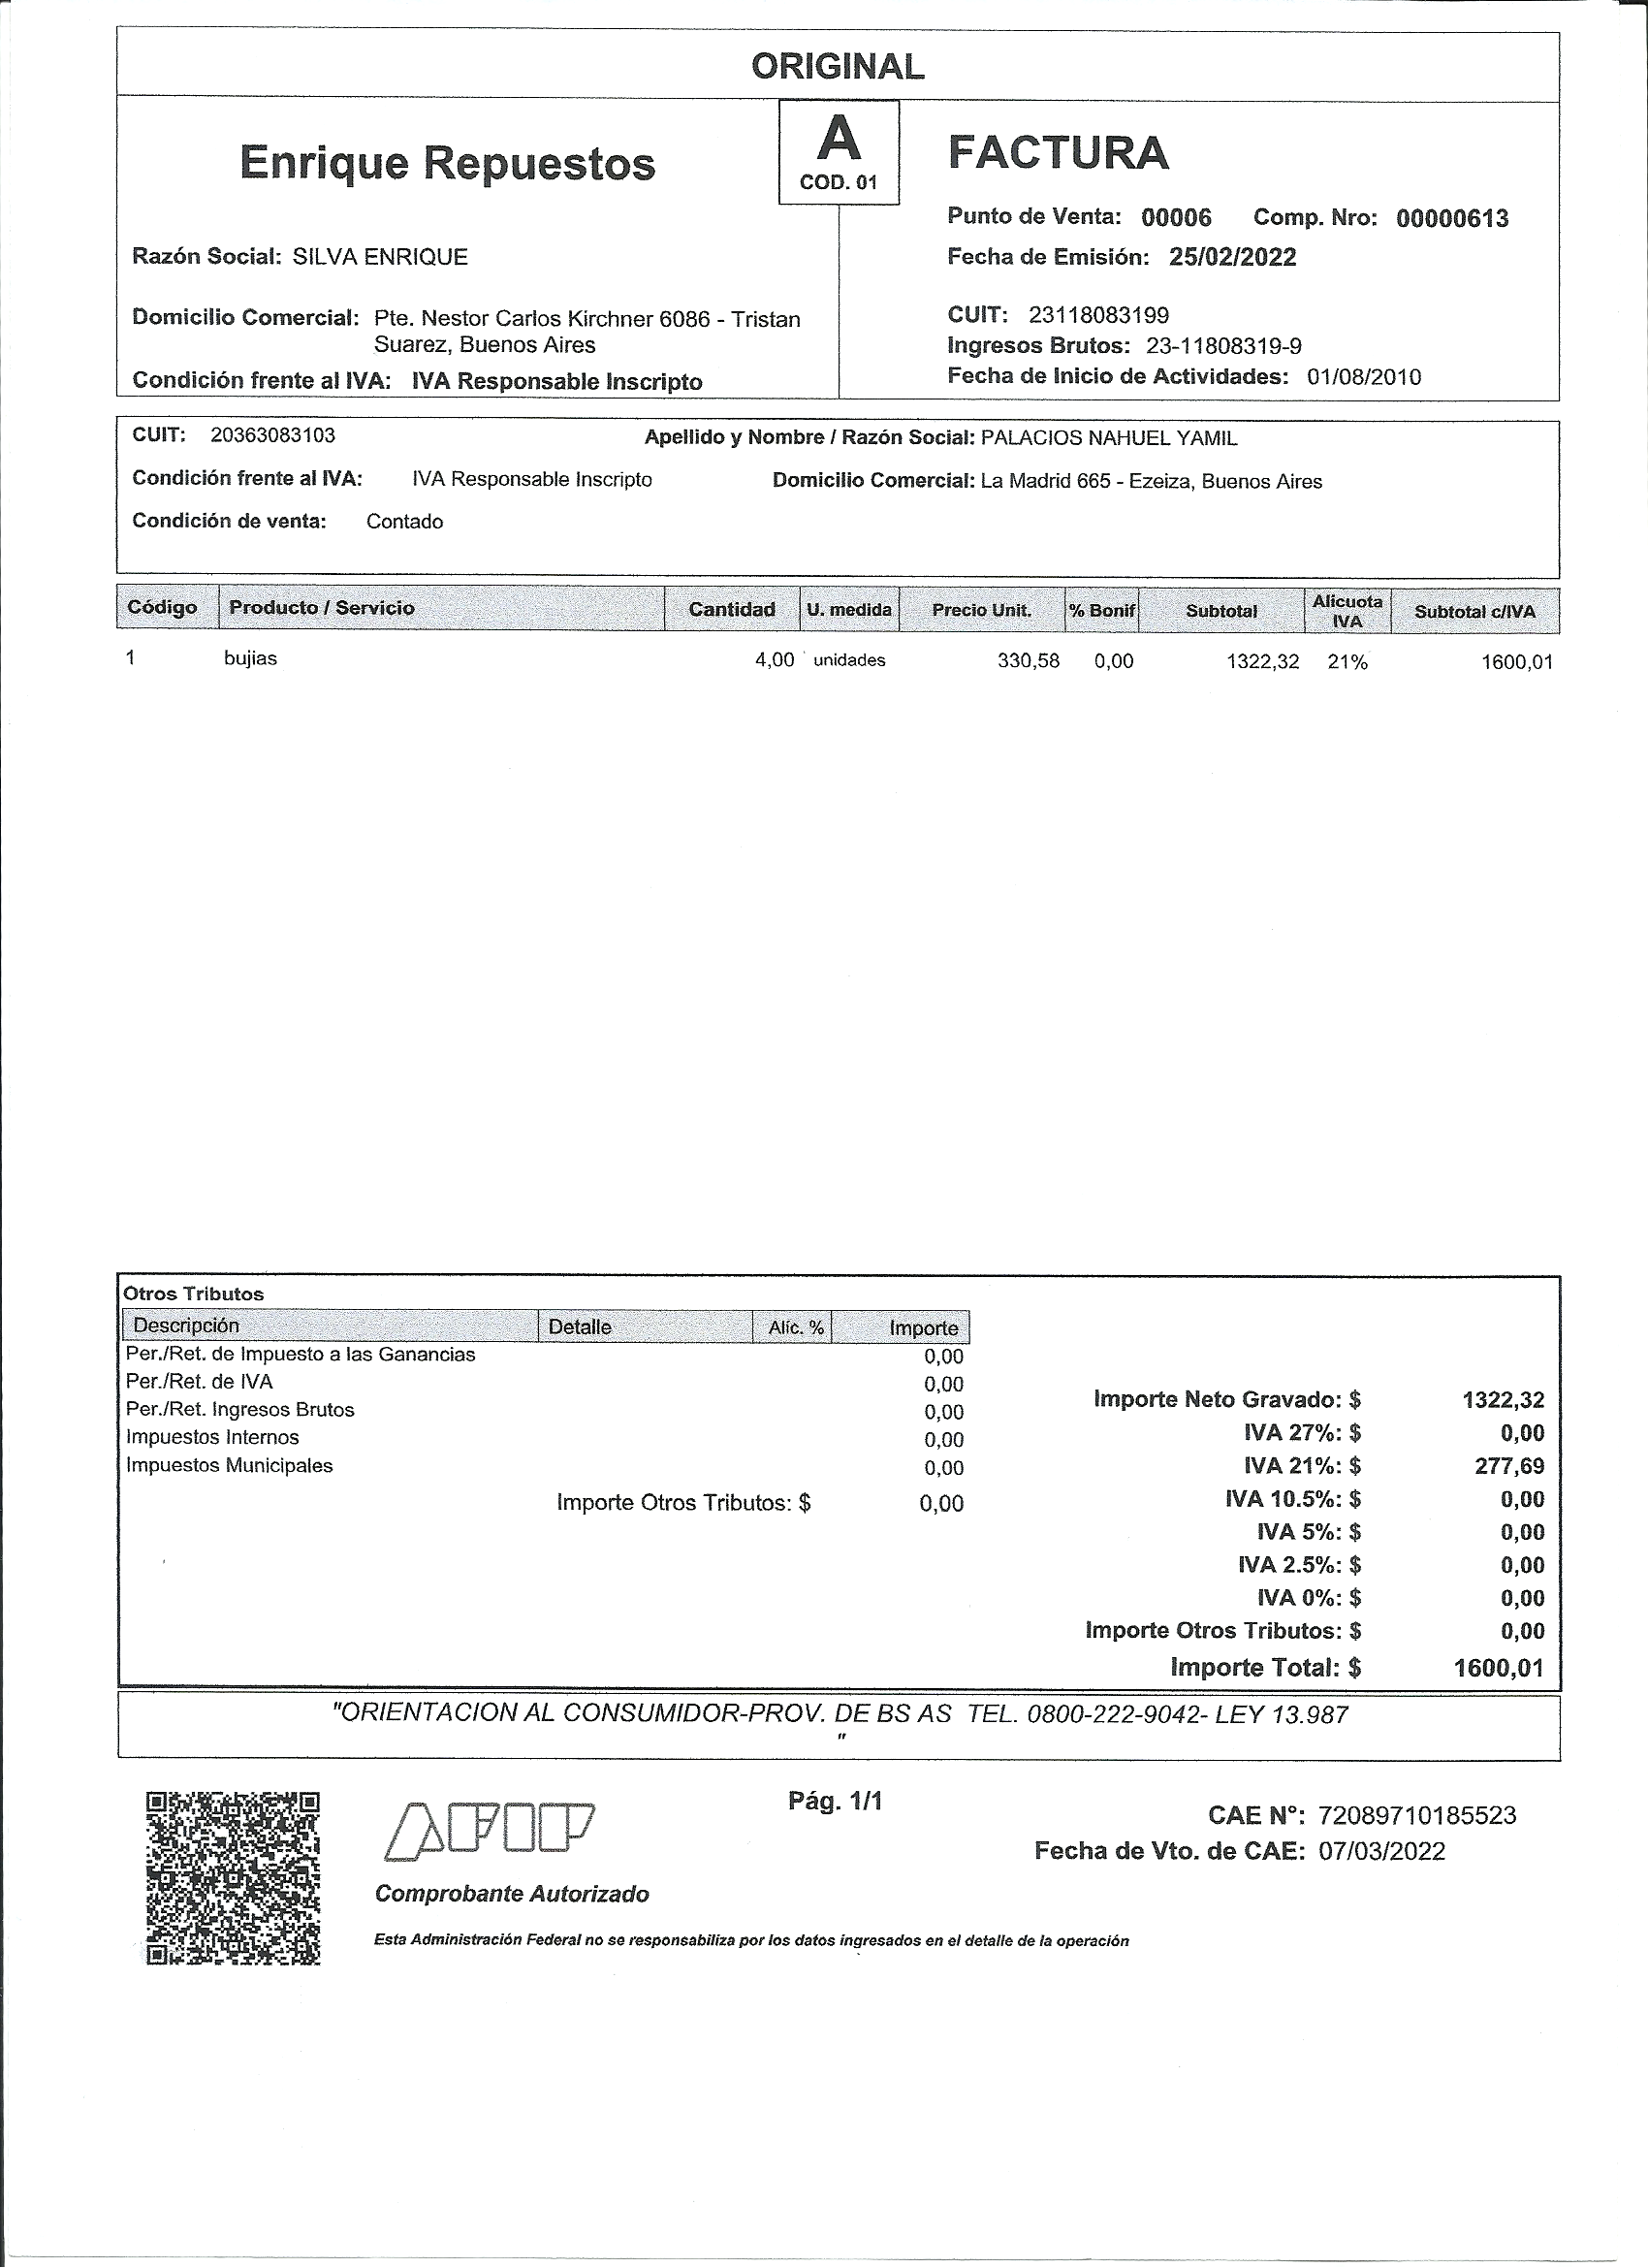 ORIGINAL
Enrique Repuestos
A
COD. 01
FACTURA
Punto de Venta: 00006 Comp. Nro: 00000613
Razón Social: SILVA ENRIQUE
Fecha de Emisión: 25/02/2022
Domicilio Comercial: Pte. Nestor Carlos Kirchner 6086 - Tristan
Suarez, Buenos Aires
Condición frente al IVA: IVA Responsable Inscripto
CUIT: 23118083199
Ingresos Brutos: 23-11808319-9
Fecha de Inicio de Actividades: 01/08/2010
CUIT: 20363083103 Apellido y Nombre / Razón Social: PALACIOS NAHUEL YAMIL
Condición frente al IVA: IVA Responsable Inscripto Domicilio Comercial: La Madrid 665 - Ezeiza, Buenos Aires
Condición de venta: Contado
Código Producto / Servicio Cantidad U. medida Precio Unit. % Bonif Subtotal Alicuota IVA Subtotal c/IVA
1 bujias 4,00 unidades 330,58 0,00 1322,32 21% 1600,01
Otros Tributos
Descripción Detalle Alíc. % Importe
Per./Ret. de Impuesto a las Ganancias 0,00
Per./Ret. de IVA 0,00
Per./Ret. Ingresos Brutos 0,00
Impuestos Internos 0,00
Impuestos Municipales 0,00
Importe Otros Tributos: $ 0,00
Importe Neto Gravado: $ 1322,32
IVA 27%: $ 0,00
IVA 21%: $ 277,69
IVA 10.5%: $ 0,00
IVA 5%: $ 0,00
IVA 2.5%: $ 0,00
IVA 0%: $ 0,00
Importe Otros Tributos: $ 0,00
Importe Total: $ 1600,01
"ORIENTACION AL CONSUMIDOR-PROV. DE BS AS TEL. 0800-222-9042- LEY 13.987
"
AFIP
Pág. 1/1
CAE N°: 72089710185523
Fecha de Vto. de CAE: 07/03/2022
Comprobante Autorizado
Esta Administración Federal no se responsabiliza por los datos ingresados en el detalle de la operación